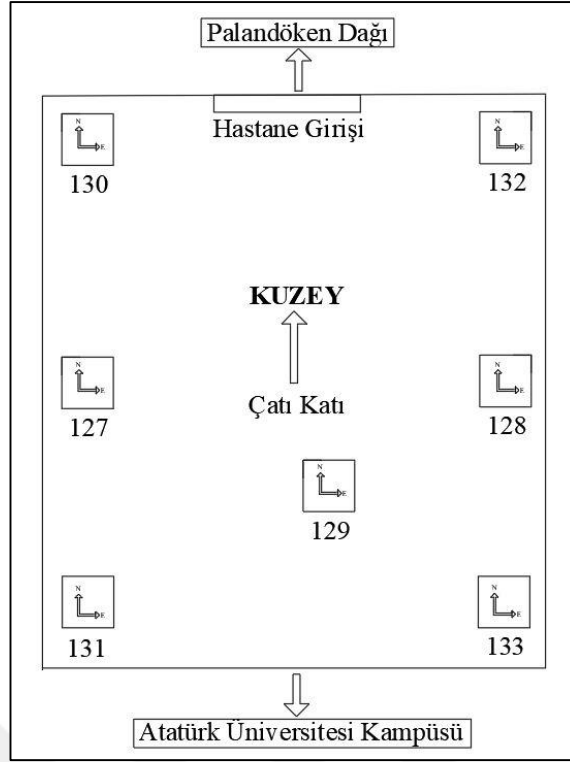 Palandöken Dağı
Hastane Girişi
N
E
130
N
E
132
KUZEY
N
E
127
Çatı Katı
N
E
128
N
E
129
N
E
131
N
E
133
Atatürk Üniversitesi Kampüsü